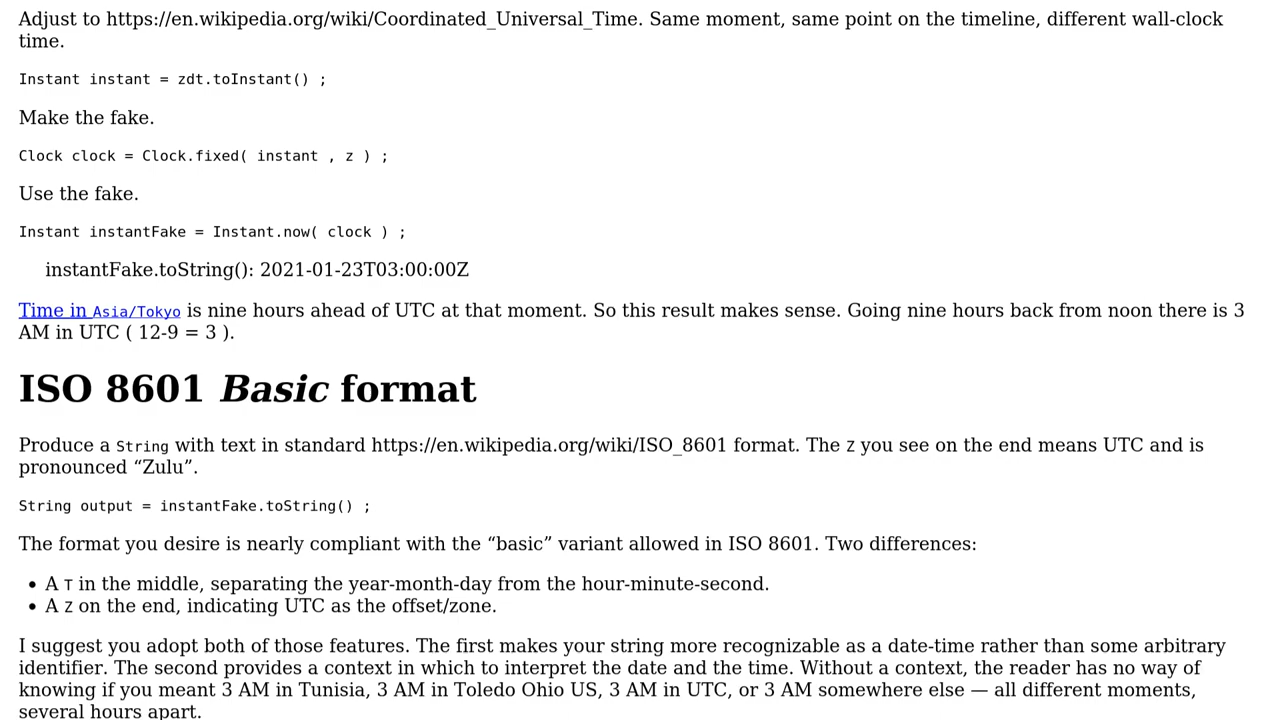 Adjust to https://en.wikipedia.org/wiki/Coordinated_Universal_Time. Same moment, same point on the timeline, different wall-clock
time.
Instant instant = zdt.toInstant() ;
Make the fake.
Clock clock = Clock.fixed( instant , z ) ;
Use the fake.
Instant instantFake = Instant.now( clock ) ;
instantFake.toString(): 2021-01-23T03:00:00Z
Time in Asia/Tokyo is nine hours ahead of UTC at that moment. So this result makes sense. Going nine hours back from noon there is 3
AM in UTC ( 12-9 = 3 ).
ISO 8601 Basic format
Produce a String with text in standard https://en.wikipedia.org/wiki/ISO_8601 format. The Z you see on the end means UTC and is
pronounced “Zulu”.
String output = instantFake.toString() ;
The format you desire is nearly compliant with the “basic” variant allowed in ISO 8601. Two differences:
• A T in the middle, separating the year-month-day from the hour-minute-second.
• A Z on the end, indicating UTC as the offset/zone.
I suggest you adopt both of those features. The first makes your string more recognizable as a date-time rather than some arbitrary
identifier. The second provides a context in which to interpret the date and the time. Without a context, the reader has no way of
knowing if you meant 3 AM in Tunisia, 3 AM in Toledo Ohio US, 3 AM in UTC, or 3 AM somewhere else — all different moments,
several hours apart.